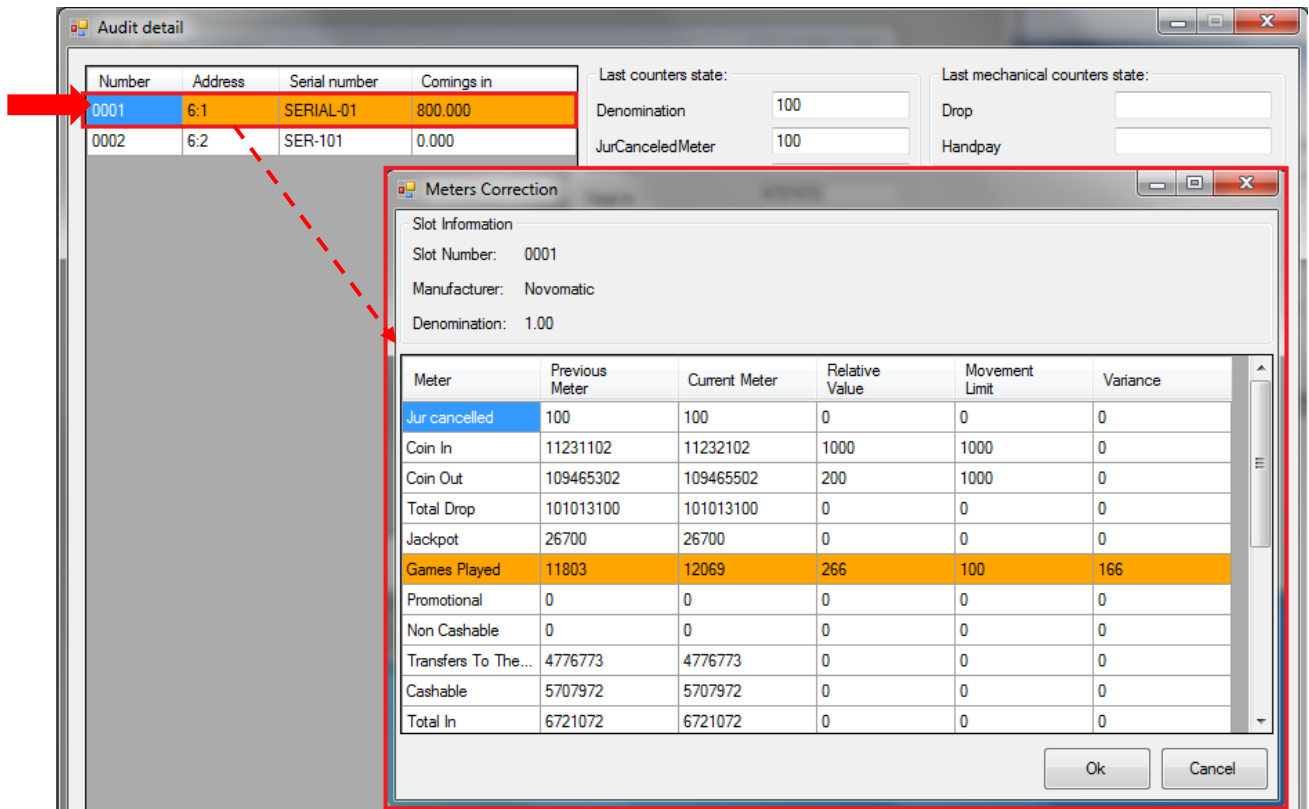 Audit detail
Number Address Serial number Comings in
0001 6:1 SERIAL-01 800.000
0002 6:2 SER-101 0.000
Last counters state:
Denomination 100
JurCanceledMeter 100
Last mechanical counters state:
Drop
Handpay
Meters Correction
Slot Information
Slot Number: 0001
Manufacturer: Novomatic
Denomination: 1.00
Meter Previous Meter Current Meter Relative Value Movement Limit Variance
Jur cancelled 100 100 0 0 0
Coin In 11231102 11232102 1000 1000 0
Coin Out 109465302 109465502 200 1000 0
Total Drop 101013100 101013100 0 0 0
Jackpot 26700 26700 0 0 0
Games Played 11803 12069 266 100 166
Promotional 0 0 0 0 0
Non Cashable 0 0 0 0 0
Transfers To The... 4776773 4776773 0 0 0
Cashable 5707972 5707972 0 0 0
Total In 6721072 6721072 0 0 0
Ok Cancel